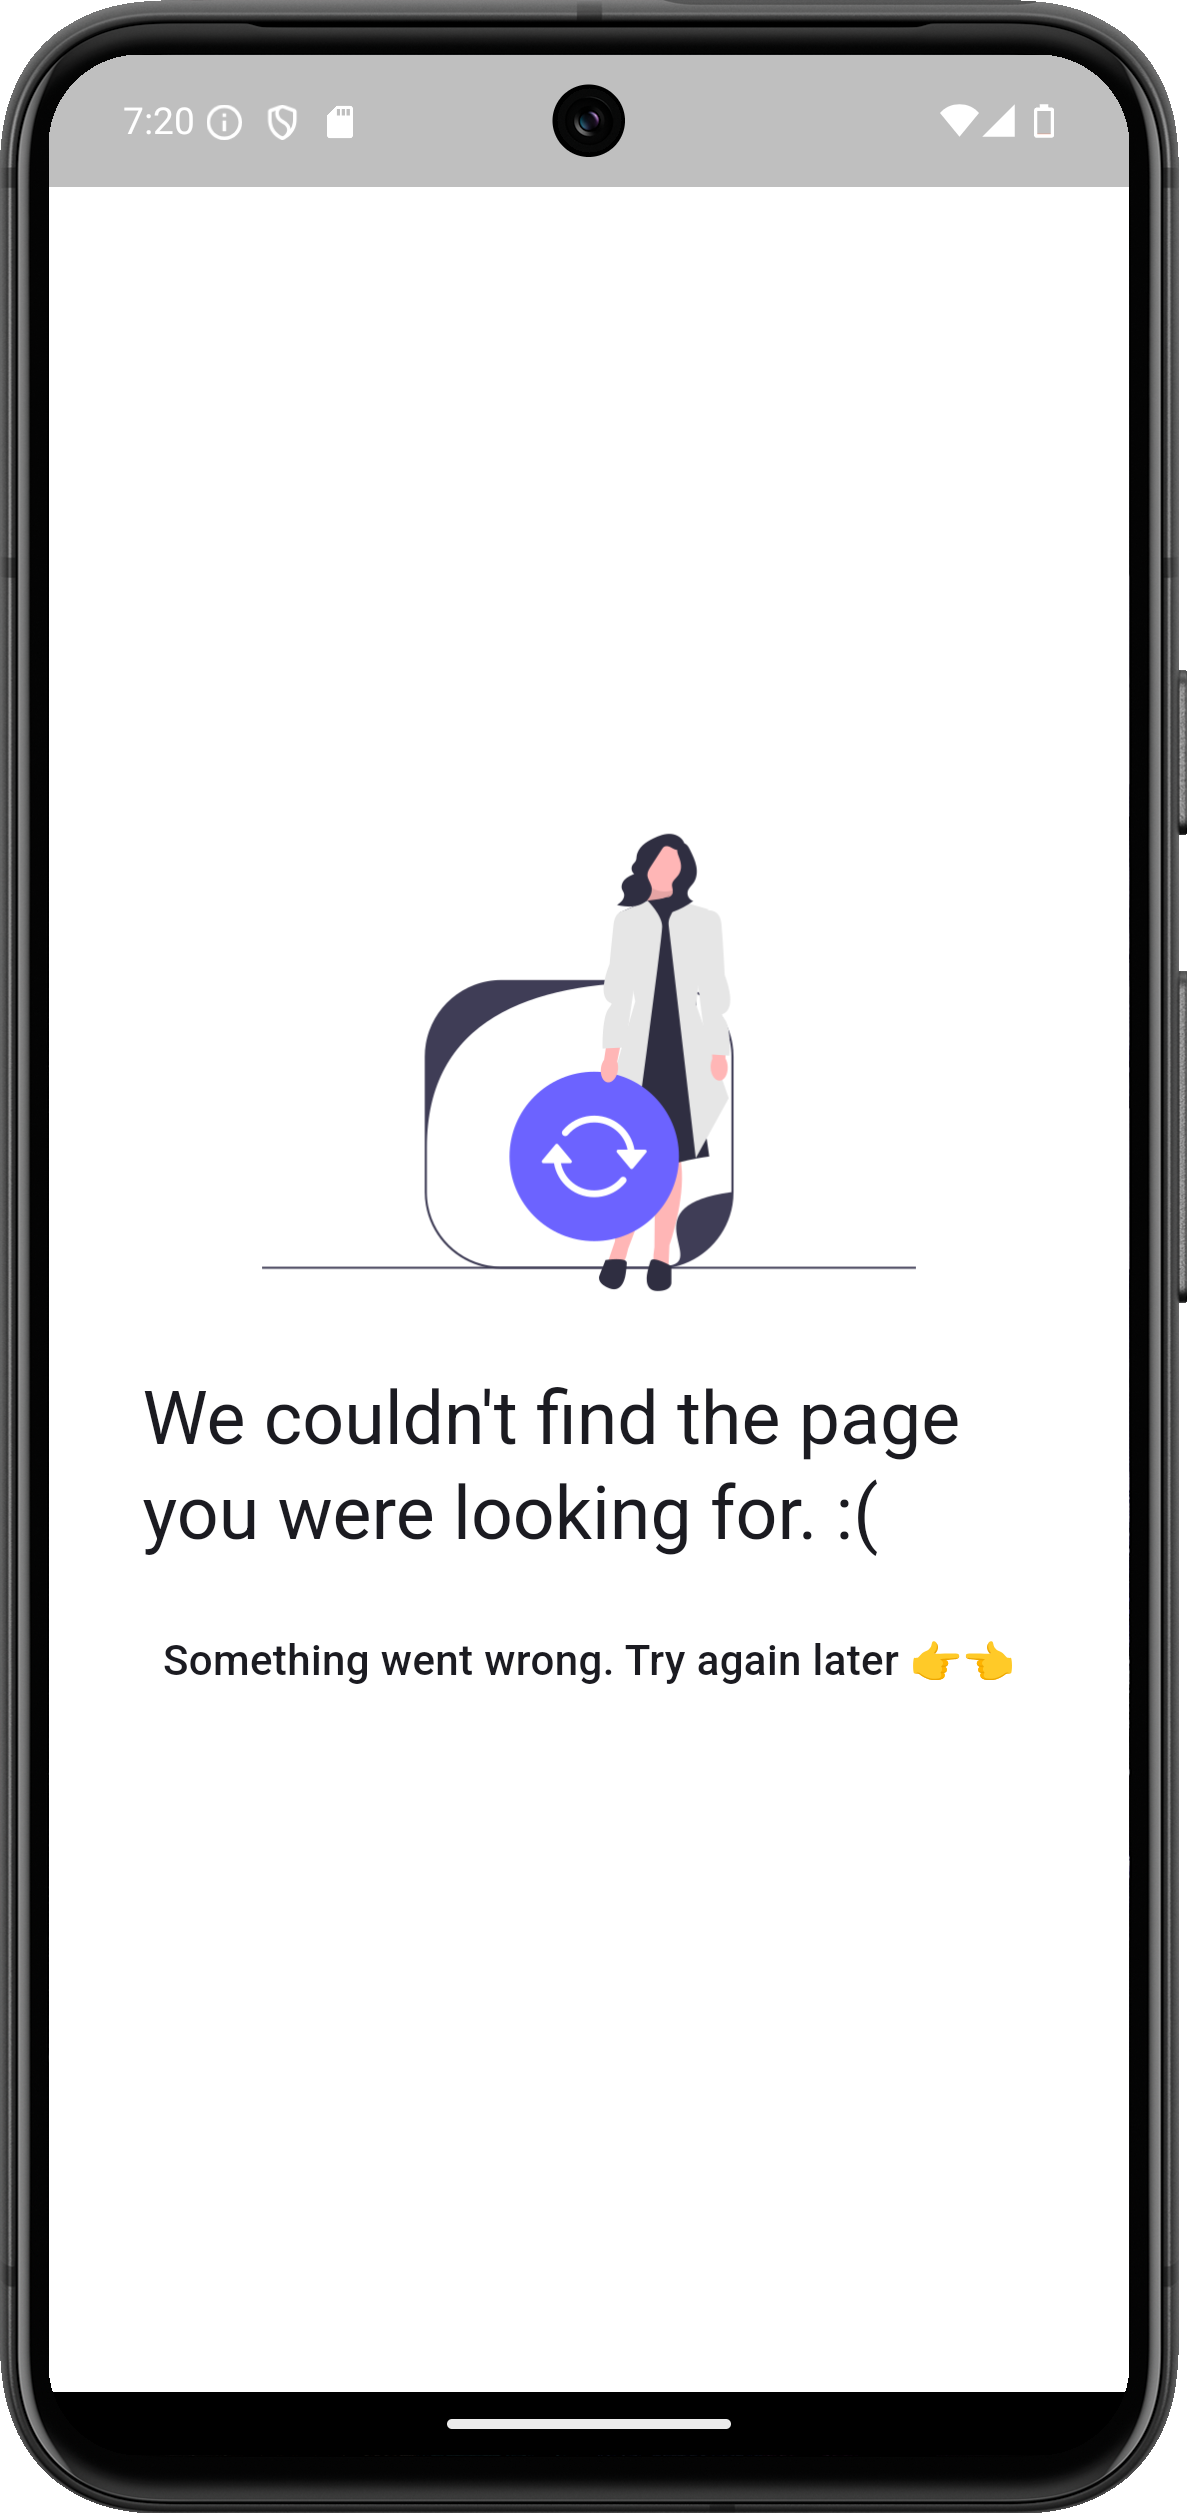 7:20
We couldn't find the page
you were looking for. :(
Something went wrong. Try again later 👉👈